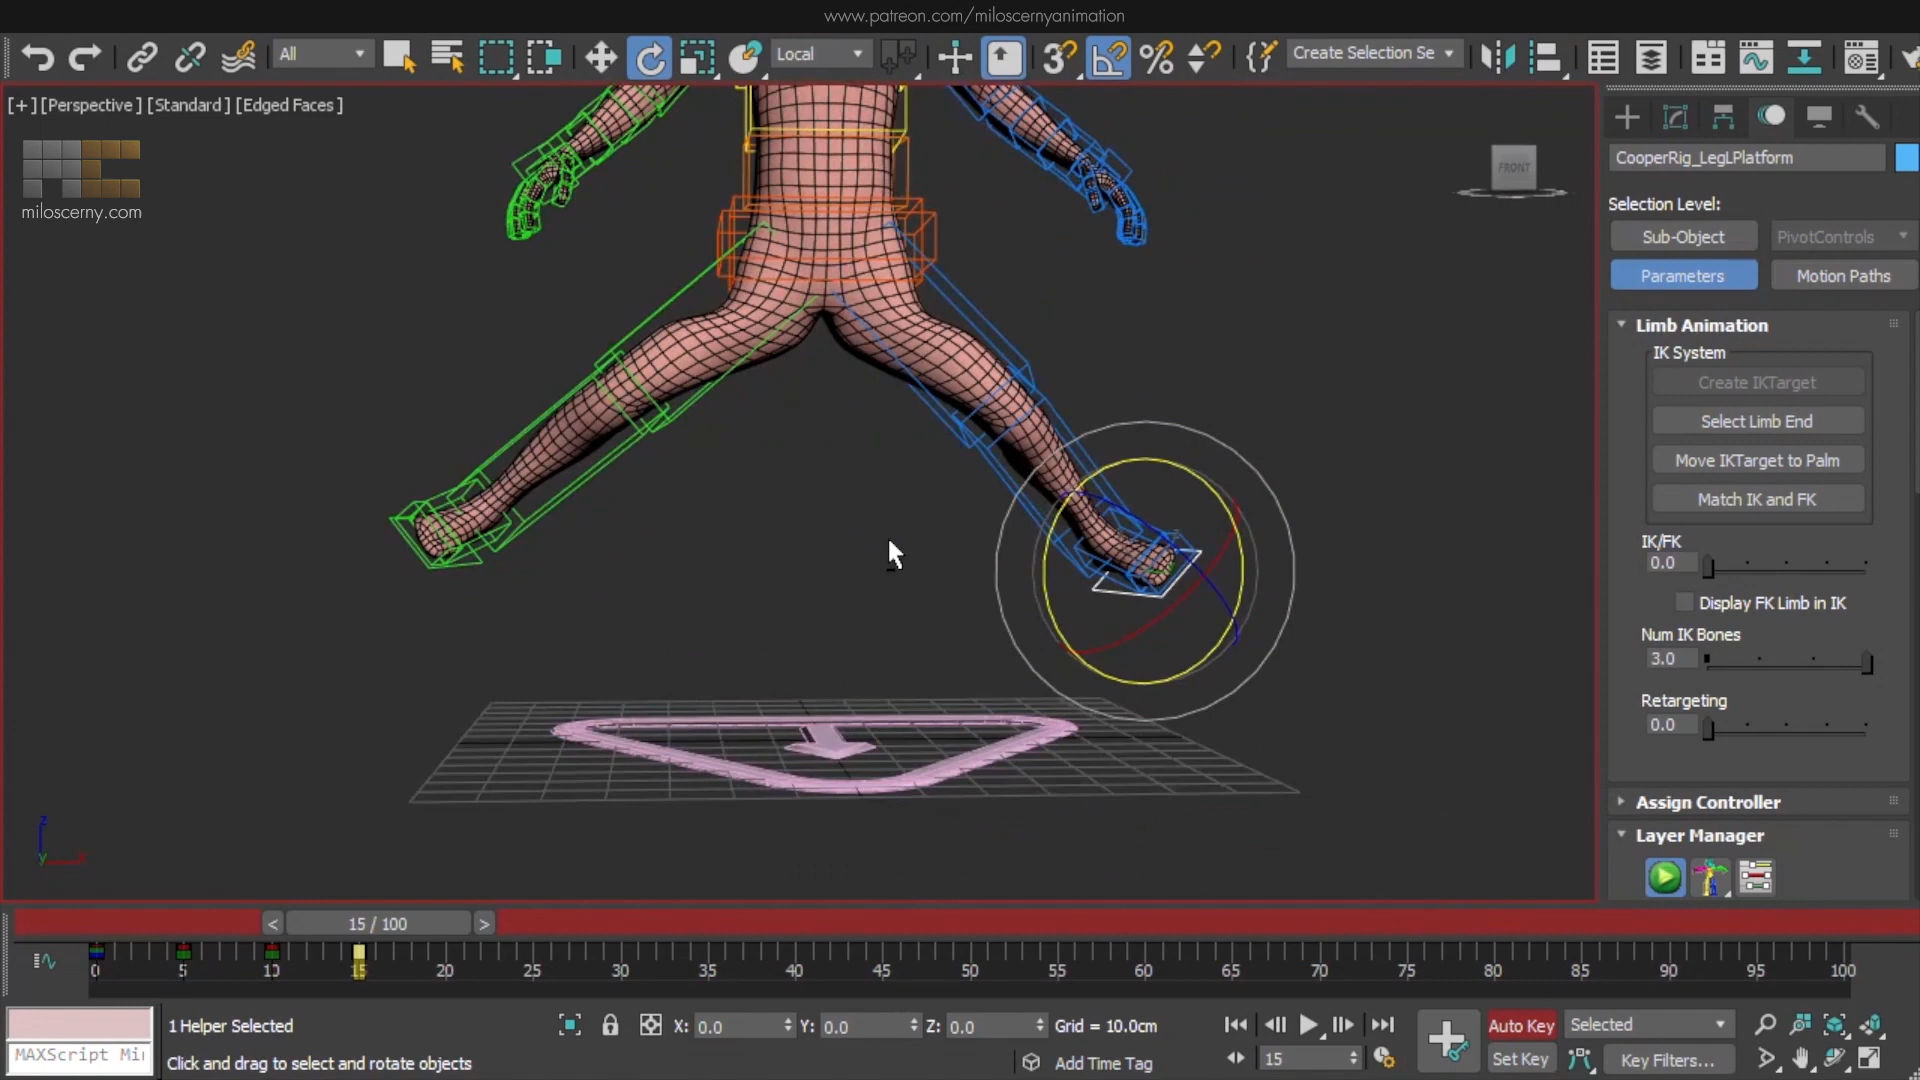 www.patreon.com/miloscernyanimation
All
Local
3
Create Selection Se
[+] [Perspective ] [Standard ] [Edged Faces ]
miloscerny.com
FRONT
CooperRig_LegLPlatform
Selection Level:
Sub-Object
PivotControls
Parameters
Motion Paths
Limb Animation
IK System
Create IKTarget
Select Limb End
Move IKTarget to Palm
Match IK and FK
IK/FK
0.0
Display FK Limb in IK
Num IK Bones
3.0
Retargeting
0.0
Assign Controller
Layer Manager
z
y
x
< 15 / 100 >
0 5 10 15 20 25 30 35 40 45 50 55 60 65 70 75 80 85 90 95 100
1 Helper Selected
X: 0.0 Y: 0.0 Z: 0.0 Grid = 10.0cm
Auto Key
Selected
MAXScript Mi
Click and drag to select and rotate objects
Add Time Tag
15
Set Key
Key Filters...